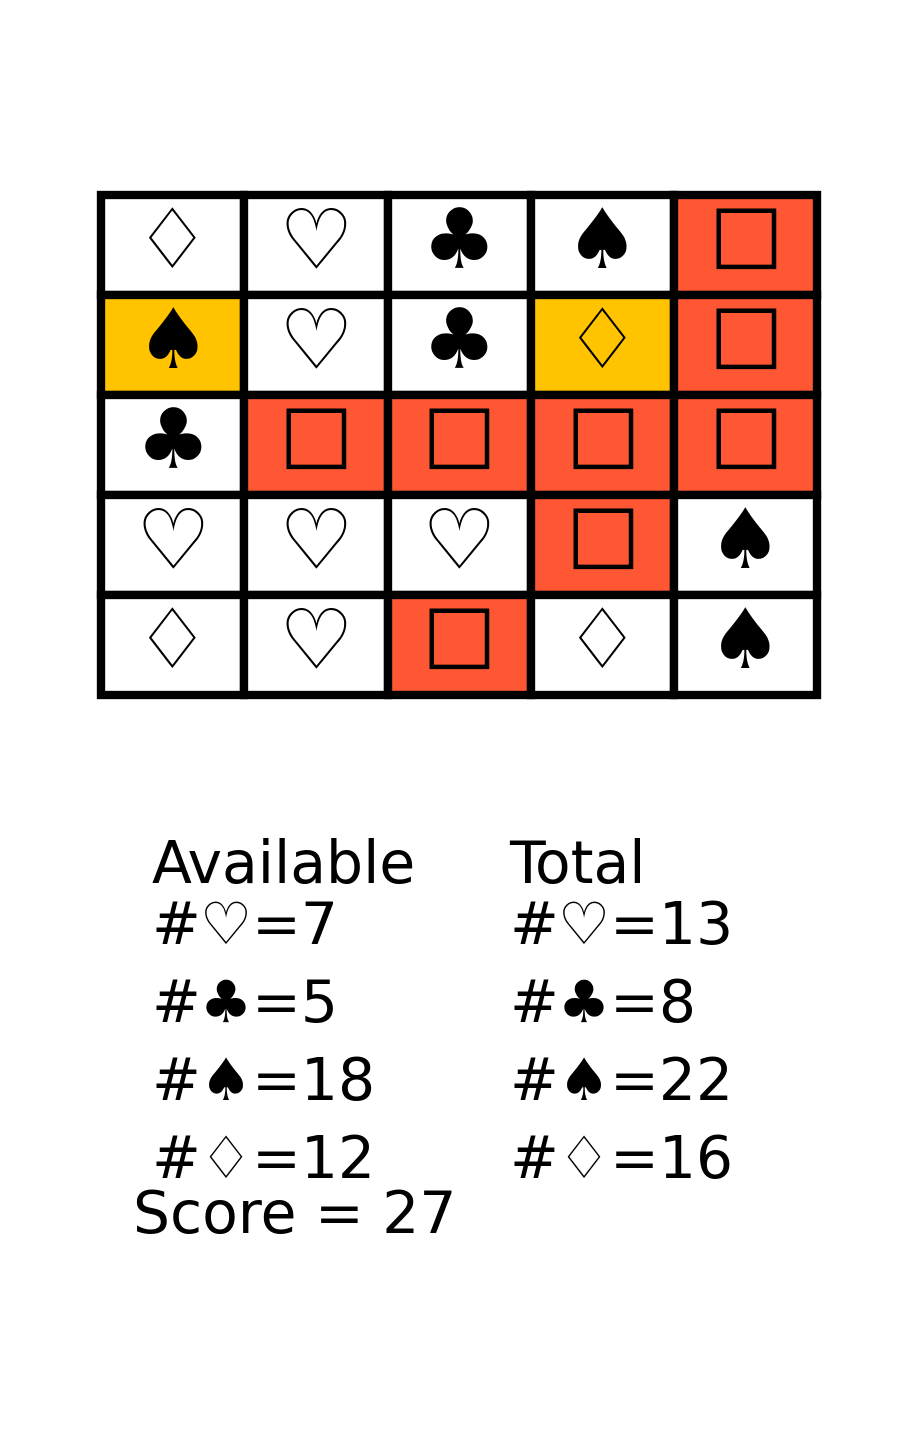 ♢ ♡ ♣ ♠ □
♠ ♡ ♣ ♢ □
♣ □ □ □ □
♡ ♡ ♡ □ ♠
♢ ♡ □ ♢ ♠
Available Total
#♡=7 #♡=13
#♣=5 #♣=8
#♠=18 #♠=22
#♢=12 #♢=16
Score = 27